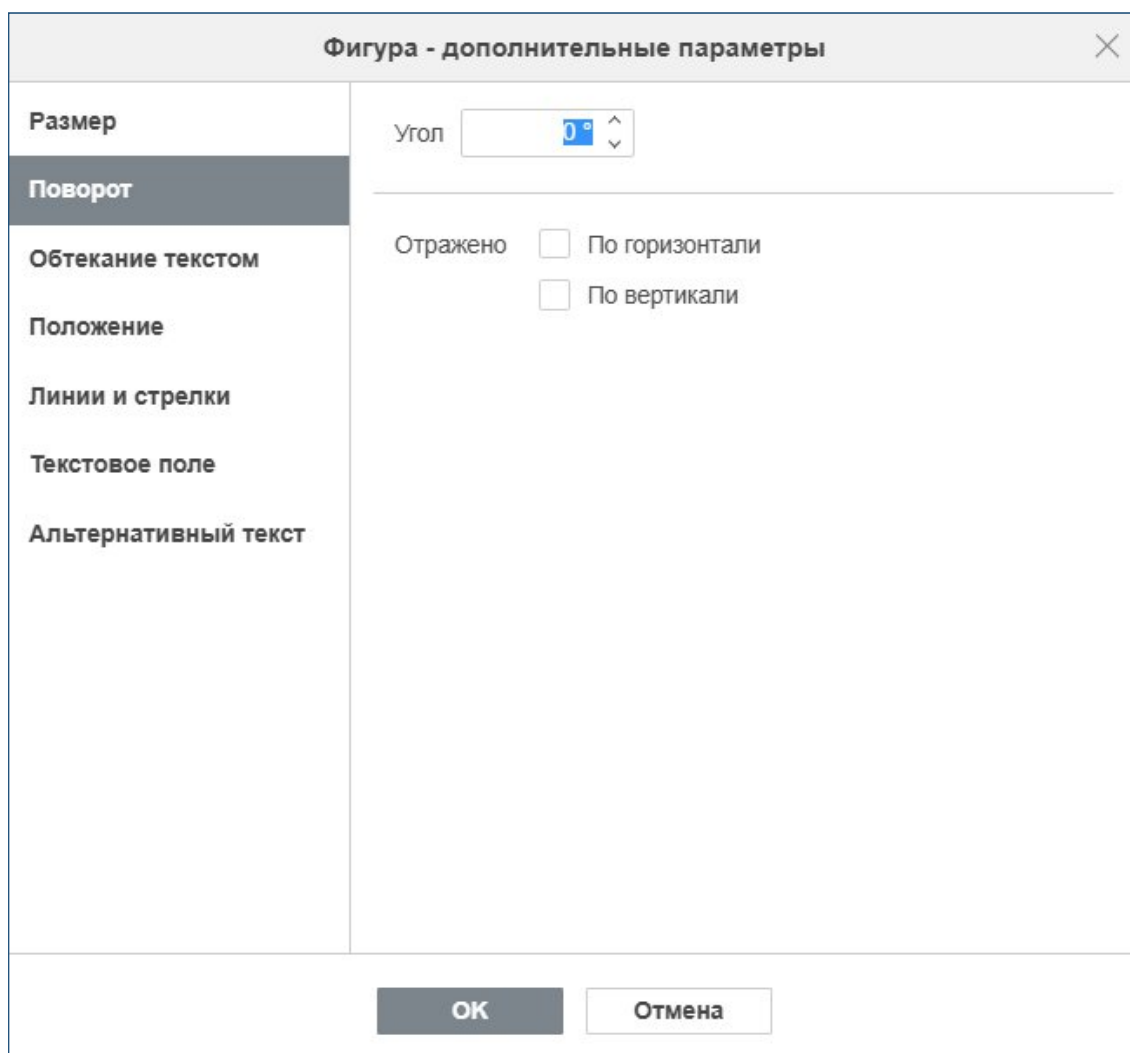 Фигура - дополнительные параметры
Размер
Поворот
Обтекание текстом
Положение
Линии и стрелки
Текстовое поле
Альтернативный текст
Угол 0 °
Отражено По горизонтали
По вертикали
OK Отмена